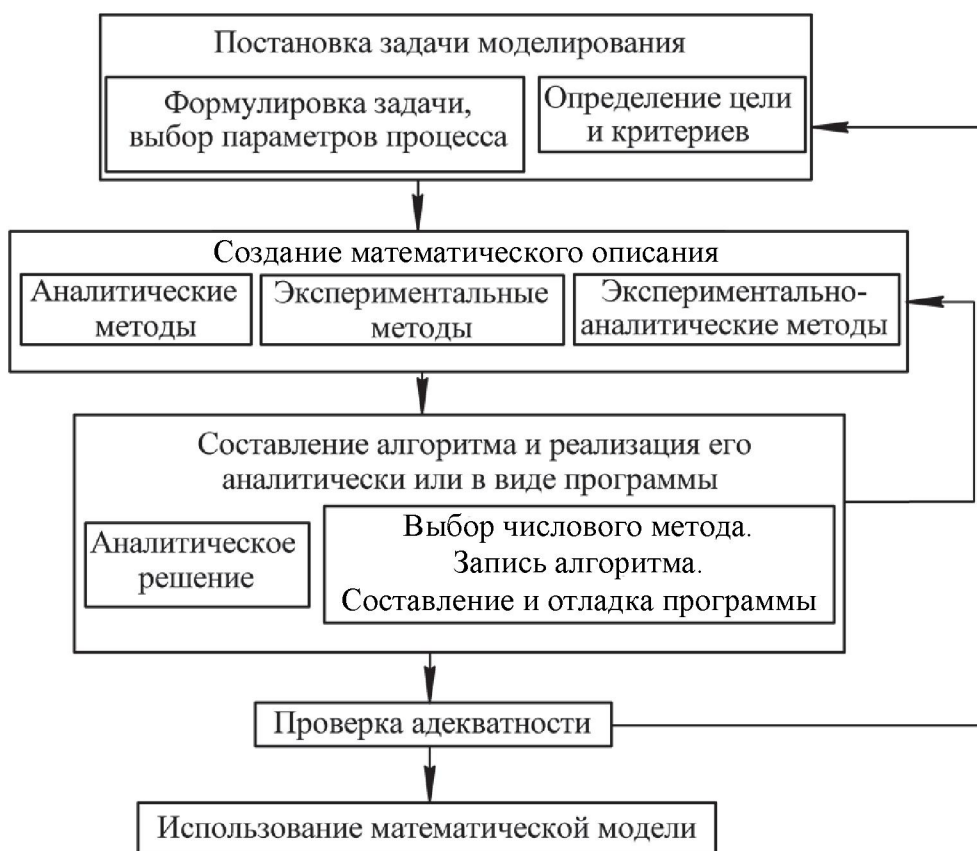 Постановка задачи моделирования
Формулировка задачи,
выбор параметров процесса
Определение цели
и критериев
Создание математического описания
Аналитические
методы
Экспериментальные
методы
Экспериментально-
аналитические методы
Составление алгоритма и реализация его
аналитически или в виде программы
Аналитическое
решение
Выбор числового метода.
Запись алгоритма.
Составление и отладка программы
Проверка адекватности
Использование математической модели